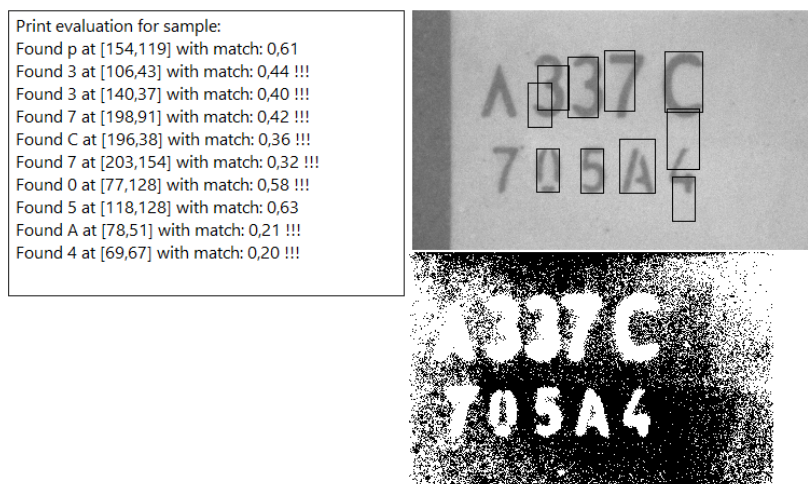 Print evaluation for sample:
Found p at [154,119] with match: 0,61
Found 3 at [106,43] with match: 0,44 !!!
Found 3 at [140,37] with match: 0,40 !!!
Found 7 at [198,91] with match: 0,42 !!!
Found C at [196,38] with match: 0,36 !!!
Found 7 at [203,154] with match: 0,32 !!!
Found 0 at [77,128] with match: 0,58 !!!
Found 5 at [118,128] with match: 0,63
Found A at [78,51] with match: 0,21 !!!
Found 4 at [69,67] with match: 0,20 !!!
A337C
705A4
A337C
705A4